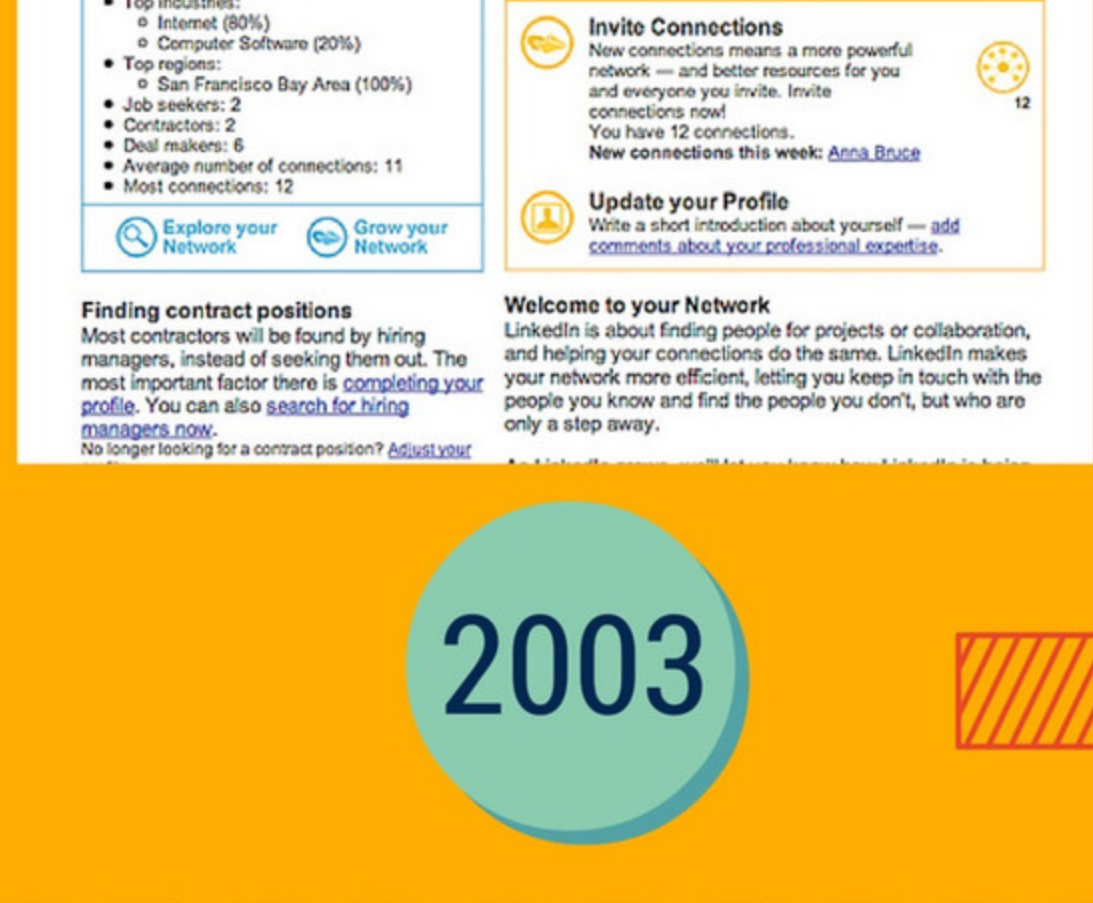 Top industries:
Internet (80%)
Computer Software (20%)
Top regions:
San Francisco Bay Area (100%)
Job seekers: 2
Contractors: 2
Deal makers: 6
Average number of connections: 11
Most connections: 12
Explore your
Network
Grow your
Network
Finding contract positions
Most contractors will be found by hiring
managers, instead of seeking them out. The
most important factor there is completing your
profile. You can also search for hiring
managers now.
No longer looking for a contract position? Adjust your
Invite Connections
New connections means a more powerful
network — and better resources for you
and everyone you invite. Invite
connections now!
You have 12 connections.
New connections this week: Anna Bruce
12
Update your Profile
Write a short introduction about yourself — add
comments about your professional expertise.
Welcome to your Network
LinkedIn is about finding people for projects or collaboration,
and helping your connections do the same. LinkedIn makes
your network more efficient, letting you keep in touch with the
people you know and find the people you don't, but who are
only a step away.
2003